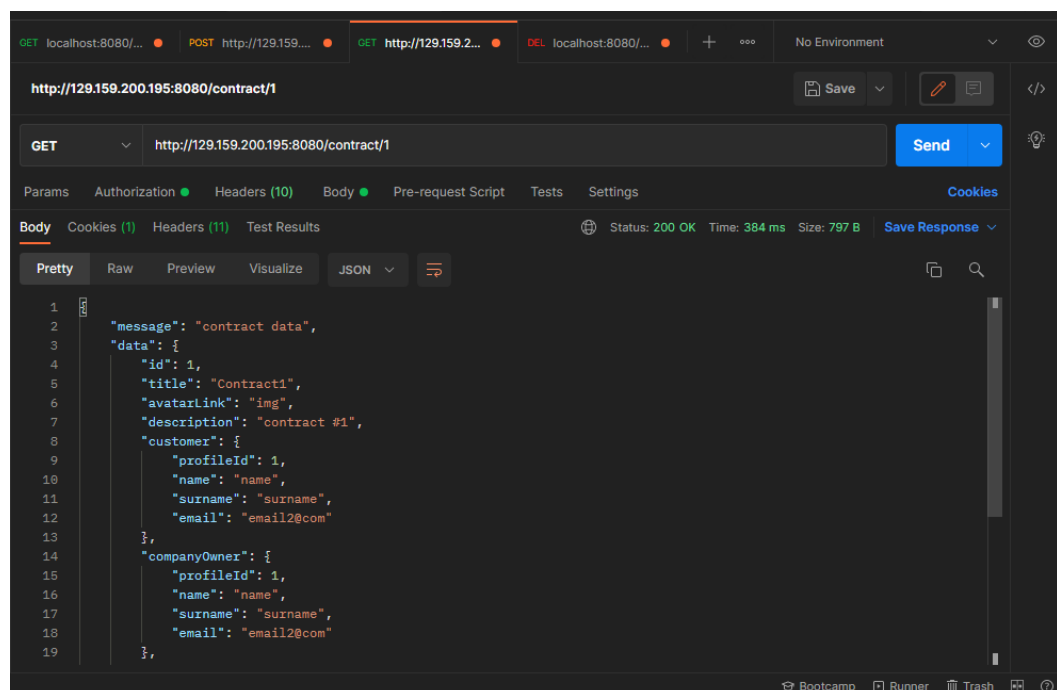 GET localhost:8080/... POST http://129.159.... GET http://129.159.2... DEL localhost:8080/... No Environment
http://129.159.200.195:8080/contract/1 Save
GET http://129.159.200.195:8080/contract/1 Send
Params Authorization Headers (10) Body Pre-request Script Tests Settings Cookies
Body Cookies (1) Headers (11) Test Results Status: 200 OK Time: 384 ms Size: 797 B Save Response
Pretty Raw Preview Visualize JSON
1 {
2 "message": "contract data",
3 "data": {
4 "id": 1,
5 "title": "Contract1",
6 "avatarLink": "img",
7 "description": "contract #1",
8 "customer": {
9 "profileId": 1,
10 "name": "name",
11 "surname": "surname",
12 "email": "email2@com"
13 },
14 "companyOwner": {
15 "profileId": 1,
16 "name": "name",
17 "surname": "surname",
18 "email": "email2@com"
19 },
Bootcamp Runner Trash